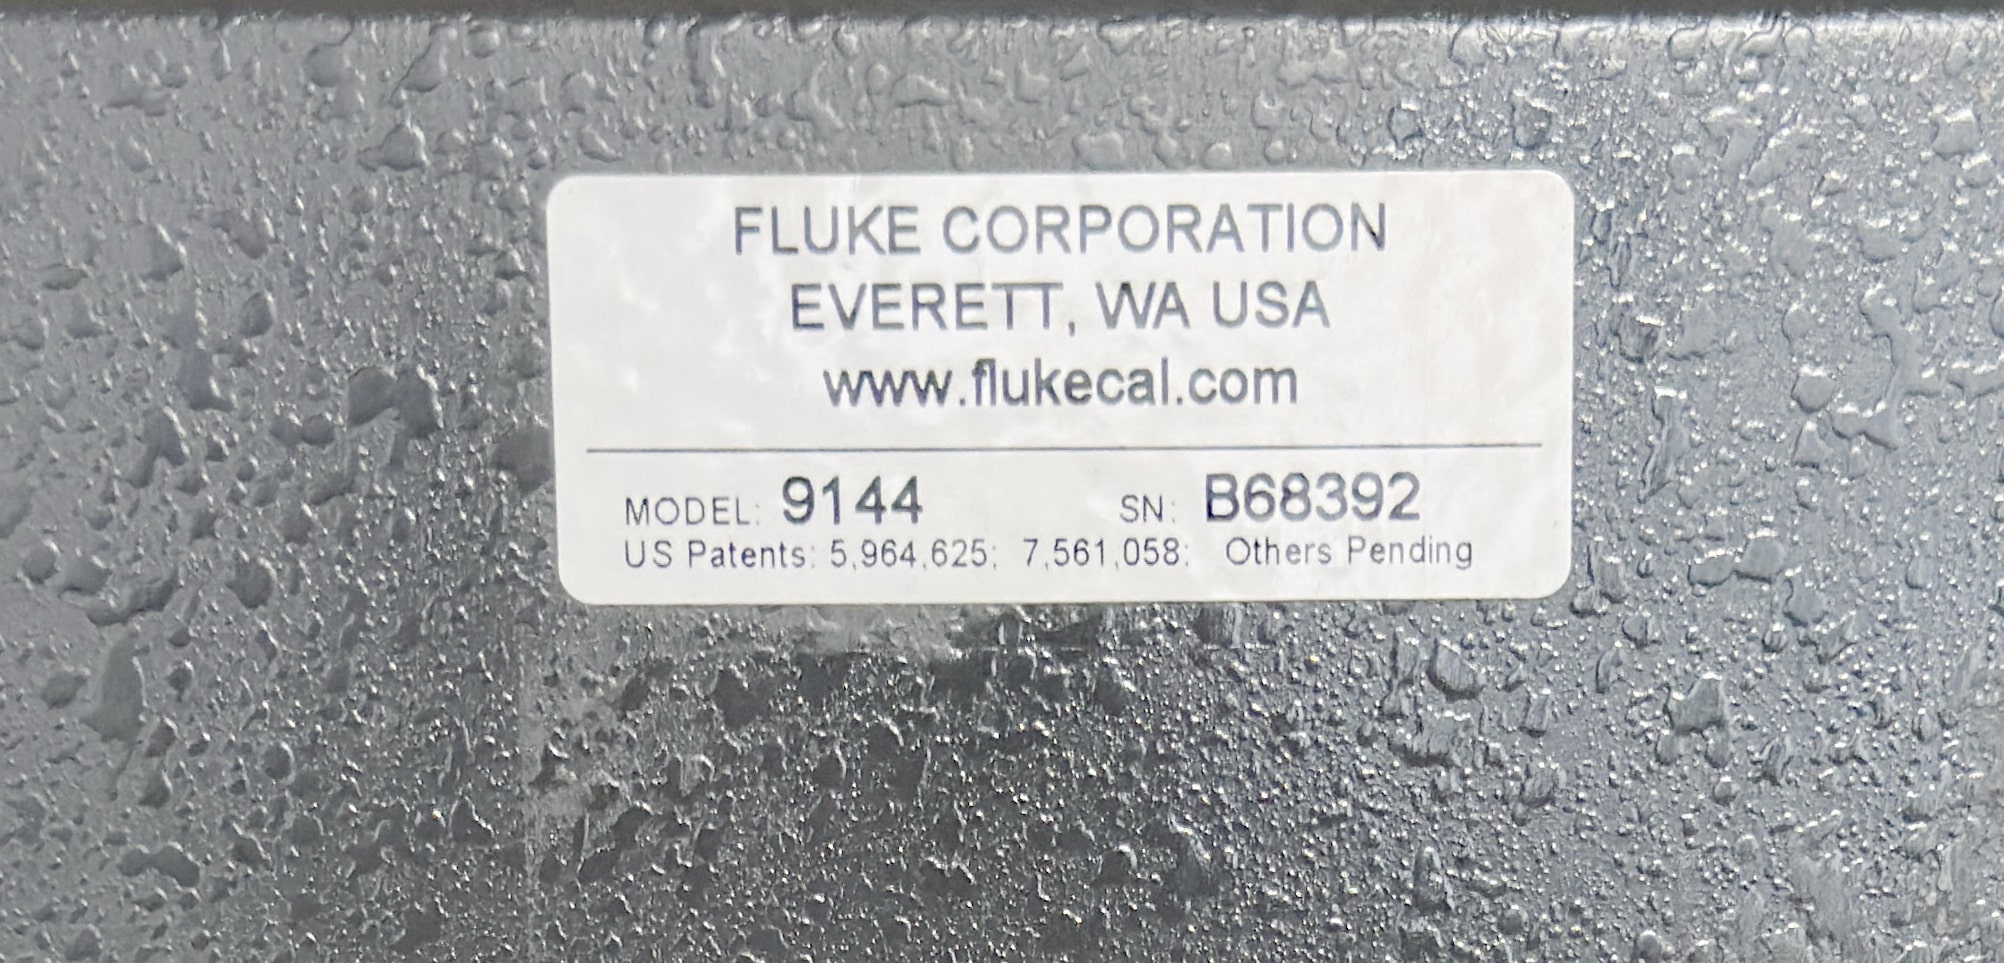 FLUKE CORPORATION
EVERETT, WA USA
www.flukecal.com
MODEL: 9144 SN: B68392
US Patents: 5,964,625; 7,561,058; Others Pending